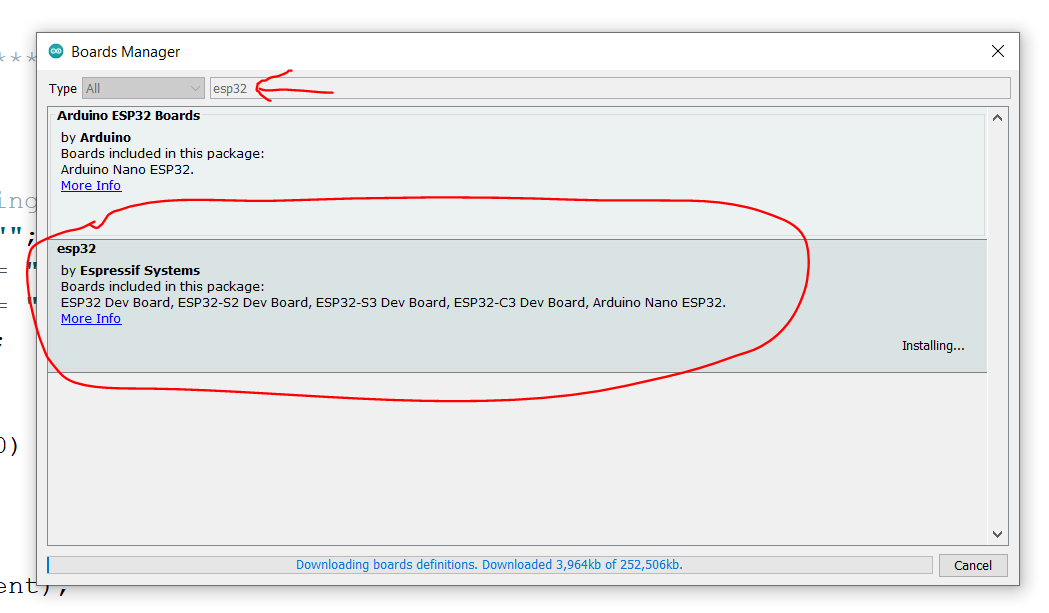 Boards Manager
Type All esp32
****
Arduino ESP32 Boards
by Arduino
Boards included in this package:
Arduino Nano ESP32.
More Info
ing
"";
esp32
= "
by Espressif Systems
Boards included in this package:
= "
ESP32 Dev Board, ESP32-S2 Dev Board, ESP32-S3 Dev Board, ESP32-C3 Dev Board, Arduino Nano ESP32.
More Info
;
Installing...
0)
Downloading boards definitions. Downloaded 3,964kb of 252,506kb.
Cancel
ent);